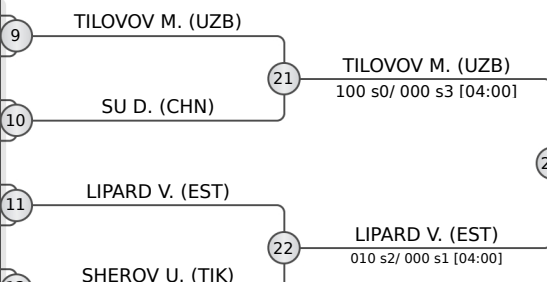 9
TILOVOV M. (UZB)
21
TILOVOV M. (UZB)
100 s0/ 000 s3 [04:00]
10
SU D. (CHN)
11
LIPARD V. (EST)
22
LIPARD V. (EST)
010 s2/ 000 s1 [04:00]
SHEROV U. (TJK)